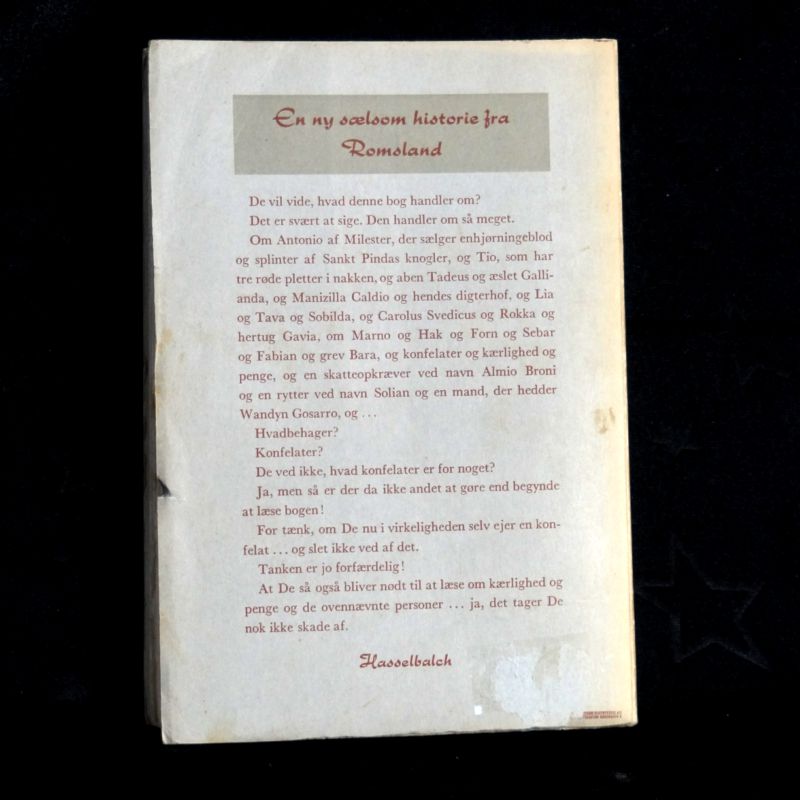 En ny sælsom historie fra
Romsland
De vil vide, hvad denne bog handler om?
Det er svært at sige. Den handler om så meget.
Om Antonio af Milester, der sælger enhjørningeblod
og splinter af Sankt Pindas knogler, og Tio, som har
tre røde pletter i nakken, og aben Tadeus og æslet Galli-
anda, og Manizilla Caldio og hendes digterhof, og Lia
og Tava og Sobilda, og Carolus Svedicus og Rokka og
hertug Gavia, om Marno og Hak og Forn og Sebar
og Fabian og grev Bara, og konfelater og kærlighed og
penge, og en skatteopkræver ved navn Almio Broni
og en rytter ved navn Solian og en mand, der hedder
Wandyn Gosarro, og ...
Hvadbehager?
Konfelater?
De ved ikke, hvad konfelater er for noget?
Ja, men så er der da ikke andet at gøre end begynde
at læse bogen!
For tænk, om De nu i virkeligheden selv ejer en kon-
felat ... og slet ikke ved af det.
Tanken er jo forfærdelig!
At De så også bliver nødt til at læse om kærlighed og
penge og de ovennævnte personer ... ja, det tager De
nok ikke skade af.
Hasselbalch